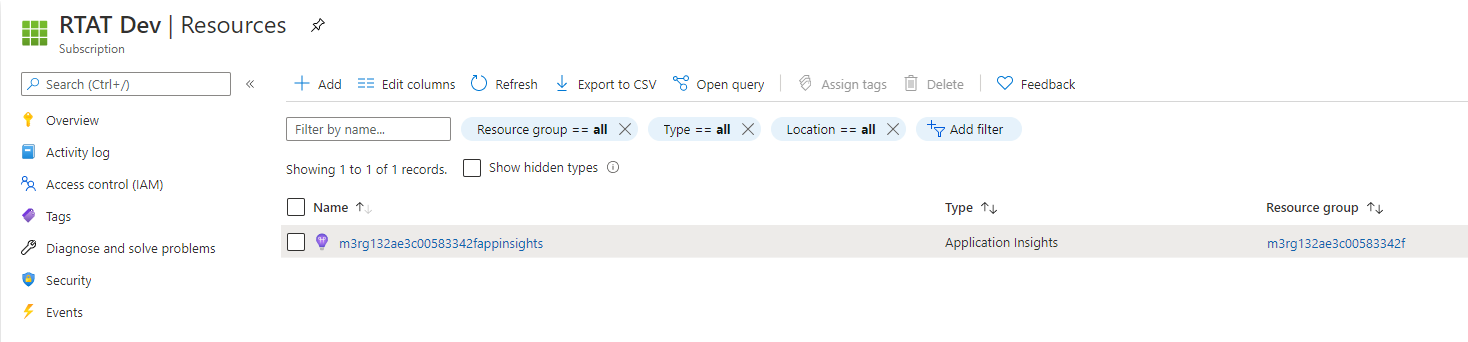 RTAT Dev | Resources
Subscription
Search (Ctrl+/)
«
Add
Edit columns
Refresh
Export to CSV
Open query
Assign tags
Delete
Feedback
Overview
Activity log
Access control (IAM)
Tags
Diagnose and solve problems
Security
Events
Filter by name...
Resource group == all
Type == all
Location == all
Add filter
Showing 1 to 1 of 1 records.
Show hidden types
Name
Type
Resource group
m3rg132ae3c00583342fappinsights
Application Insights
m3rg132ae3c00583342f